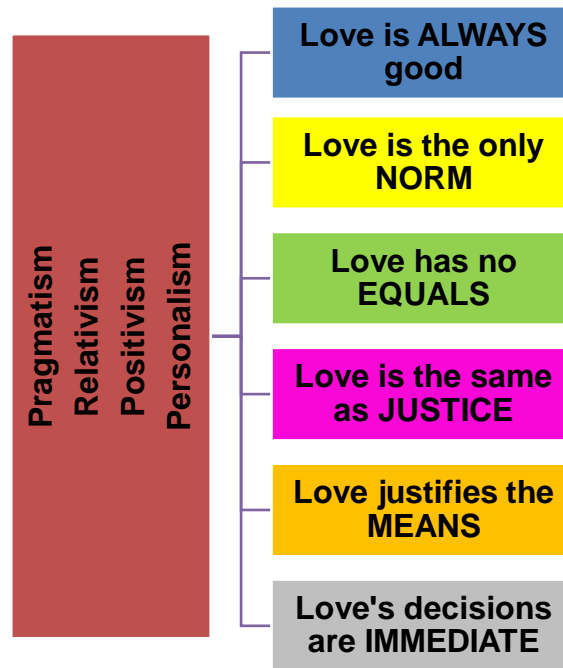 Pragmatism
Relativism
Positivism
Personalism
Love is ALWAYS
good
Love is the only
NORM
Love has no
EQUALS
Love is the same
as JUSTICE
Love justifies the
MEANS
Love's decisions
are IMMEDIATE